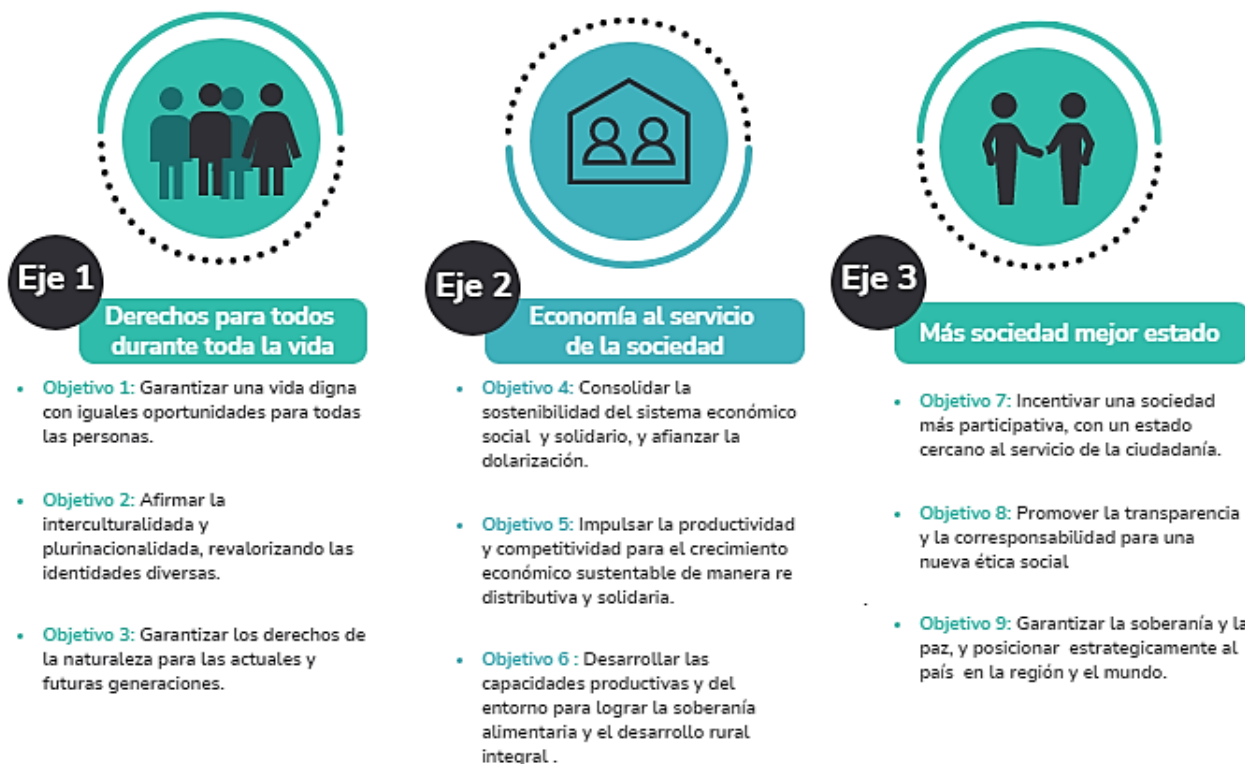 Eje 1
Derechos para todos
durante toda la vida
• Objetivo 1: Garantizar una vida digna
con iguales oportunidades para todas
las personas.
• Objetivo 2: Afirmar la
interculturalidada y
plurinacionalidada, revalorizando las
identidades diversas.
• Objetivo 3: Garantizar los derechos de
la naturaleza para las actuales y
futuras generaciones.
Eje 2
Economía al servicio
de la sociedad
• Objetivo 4: Consolidar la
sostenibilidad del sistema económico
social y solidario, y afianzar la
dolarización.
• Objetivo 5: Impulsar la productividad
y competitividad para el crecimiento
económico sustentable de manera re
distributiva y solidaria.
• Objetivo 6 : Desarrollar las
capacidades productivas y del
entorno para lograr la soberanía
alimentaria y el desarrollo rural
integral .
Eje 3
Más sociedad mejor estado
• Objetivo 7: Incentivar una sociedad
más participativa, con un estado
cercano al servicio de la ciudadanía.
• Objetivo 8: Promover la transparencia
y la corresponsabilidad para una
nueva ética social
.
• Objetivo 9: Garantizar la soberanía y la
paz, y posicionar estrategicamente al
país en la región y el mundo.